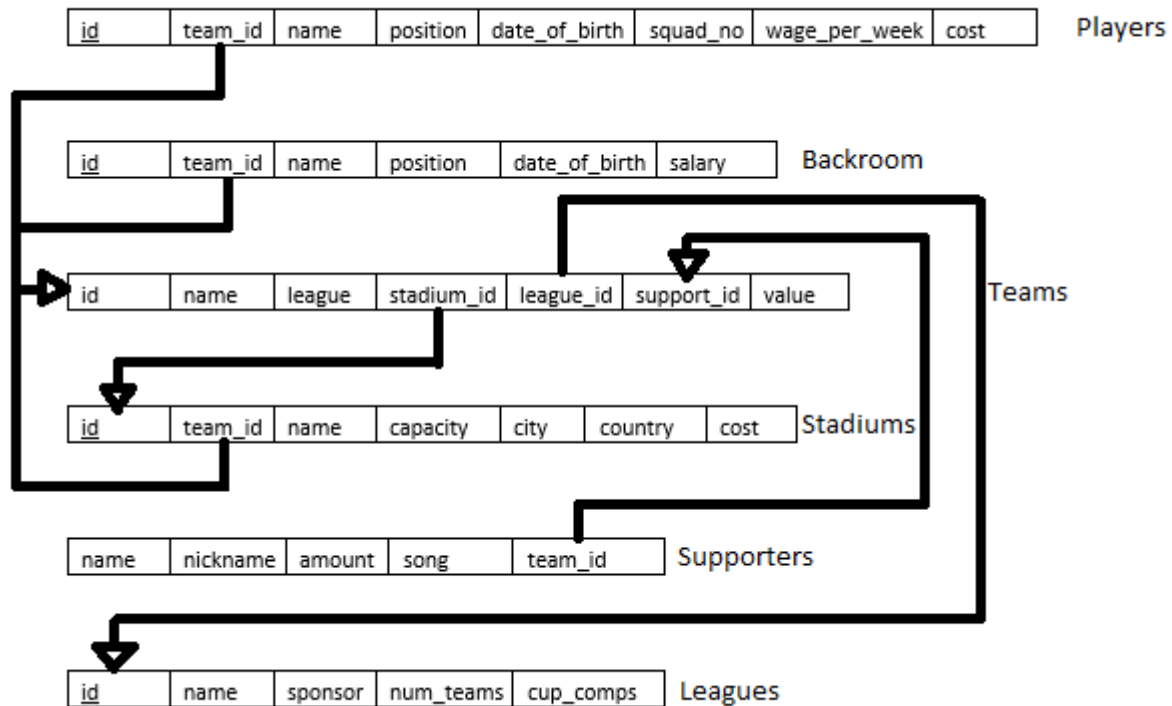 id team_id name position date_of_birth squad_no wage_per_week cost Players
id team_id name position date_of_birth salary Backroom
id name league stadium_id league_id support_id value Teams
id team_id name capacity city country cost Stadiums
name nickname amount song team_id Supporters
id name sponsor num_teams cup_comps Leagues